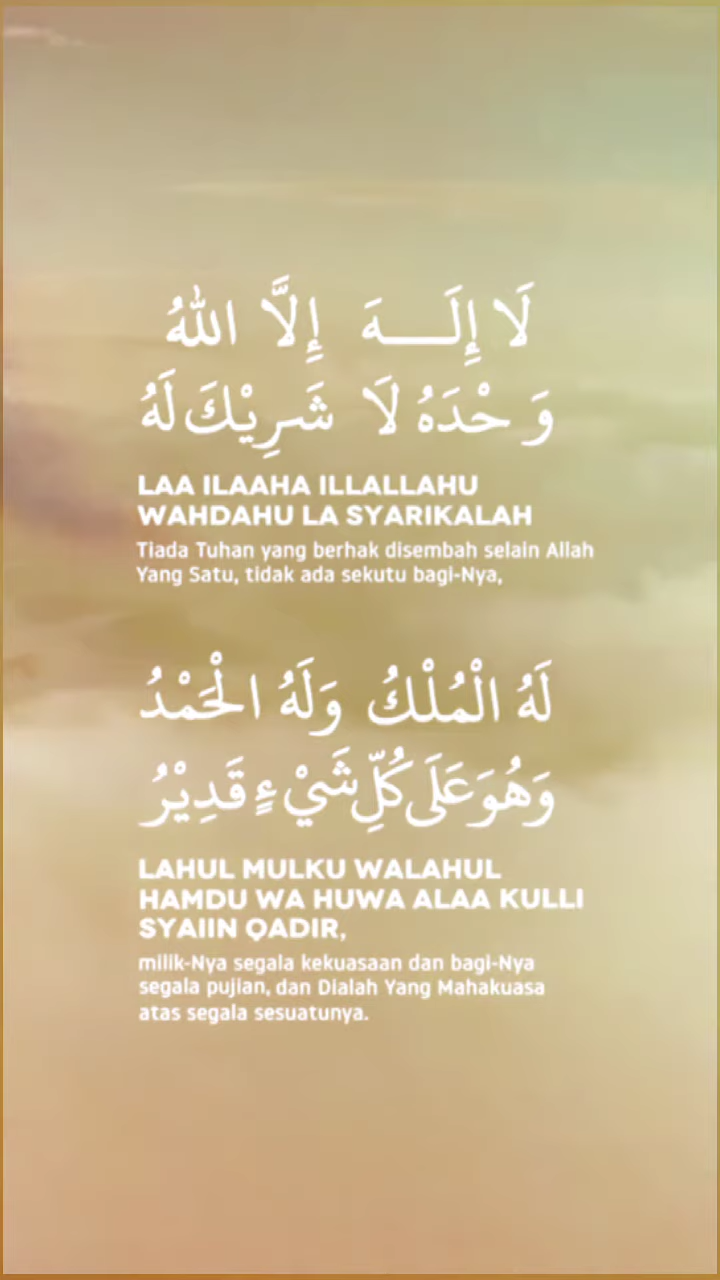 لَا إِلَـــهَ إِلَّا اللهُ
وَحْدَهُ لَا شَرِيْكَ لَهُ
LAA ILAAHA ILLALLAHU
WAHDAHU LA SYARIKALAH
Tiada Tuhan yang berhak disembah selain Allah
Yang Satu, tidak ada sekutu bagi-Nya,
لَهُ الْمُلْكُ وَلَهُ الْحَمْدُ
وَهُوَ عَلَى كُلِّ شَيْءٍ قَدِيْرُ
LAHUL MULKU WALAHUL
HAMDU WA HUWA ALAA KULLI
SYAIIN QADIR,
milik-Nya segala kekuasaan dan bagi-Nya
segala pujian, dan Dialah Yang Mahakuasa
atas segala sesuatunya.